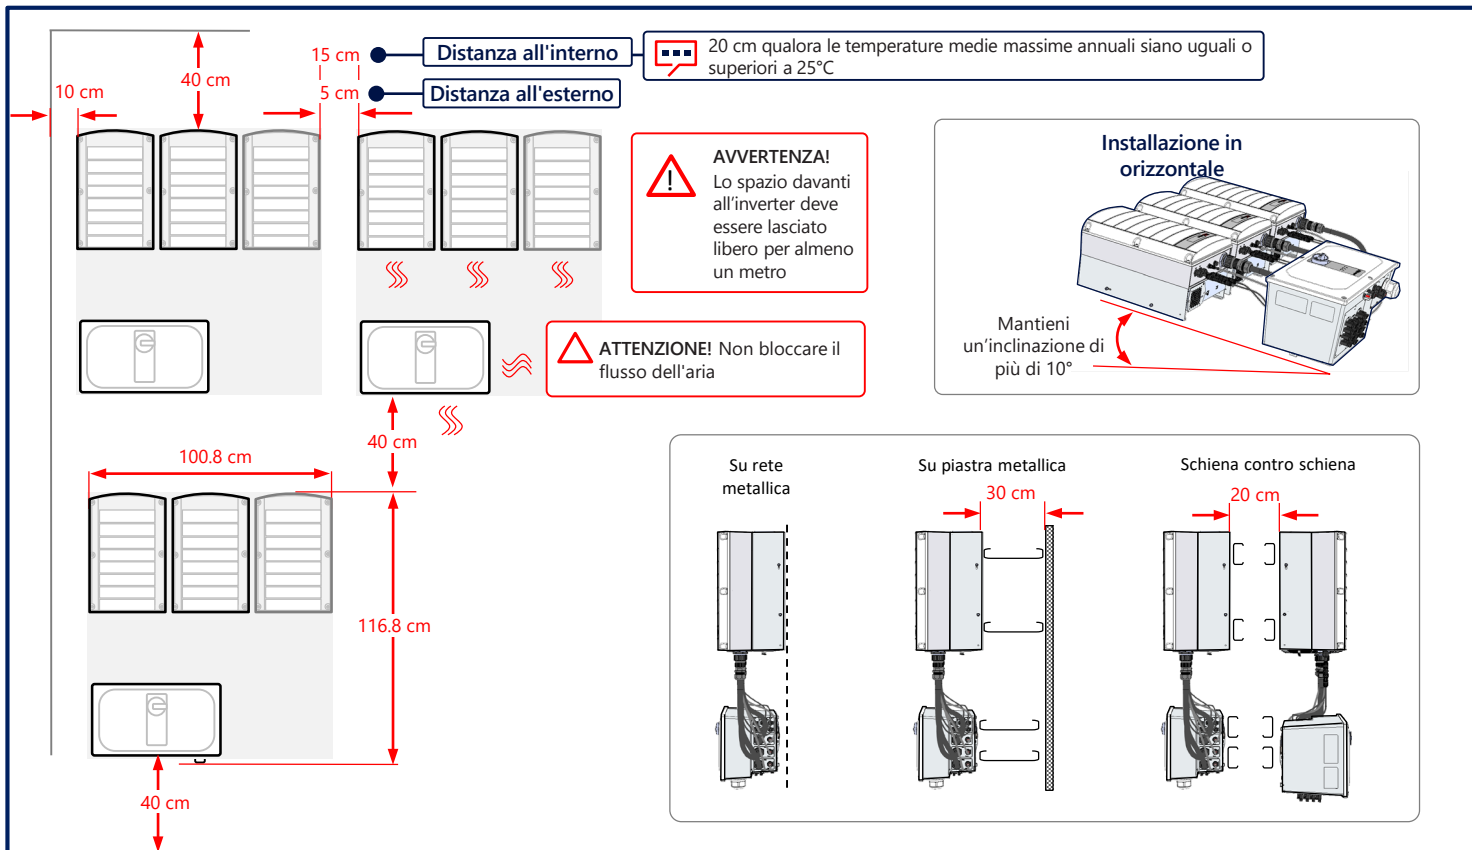 15 cm
Distanza all'interno
20 cm qualora le temperature medie massime annuali siano uguali o
superiori a 25°C
40 cm
10 cm
5 cm
Distanza all'esterno
AVVERTENZA!
Lo spazio davanti
all'inverter deve
essere lasciato
libero per almeno
un metro
Installazione in
orizzontale
Mantieni
un'inclinazione di
più di 10°
ATTENZIONE! Non bloccare il
flusso dell'aria
40 cm
100.8 cm
116.8 cm
40 cm
Su rete
metallica
Su piastra metallica
30 cm
Schiena contro schiena
20 cm